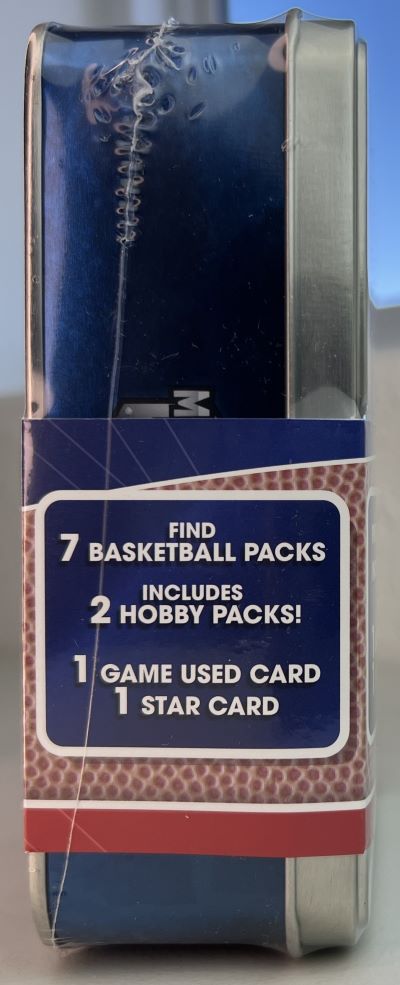 M
FIND
7 BASKETBALL PACKS
INCLUDES
2 HOBBY PACKS!
1 GAME USED CARD
1 STAR CARD